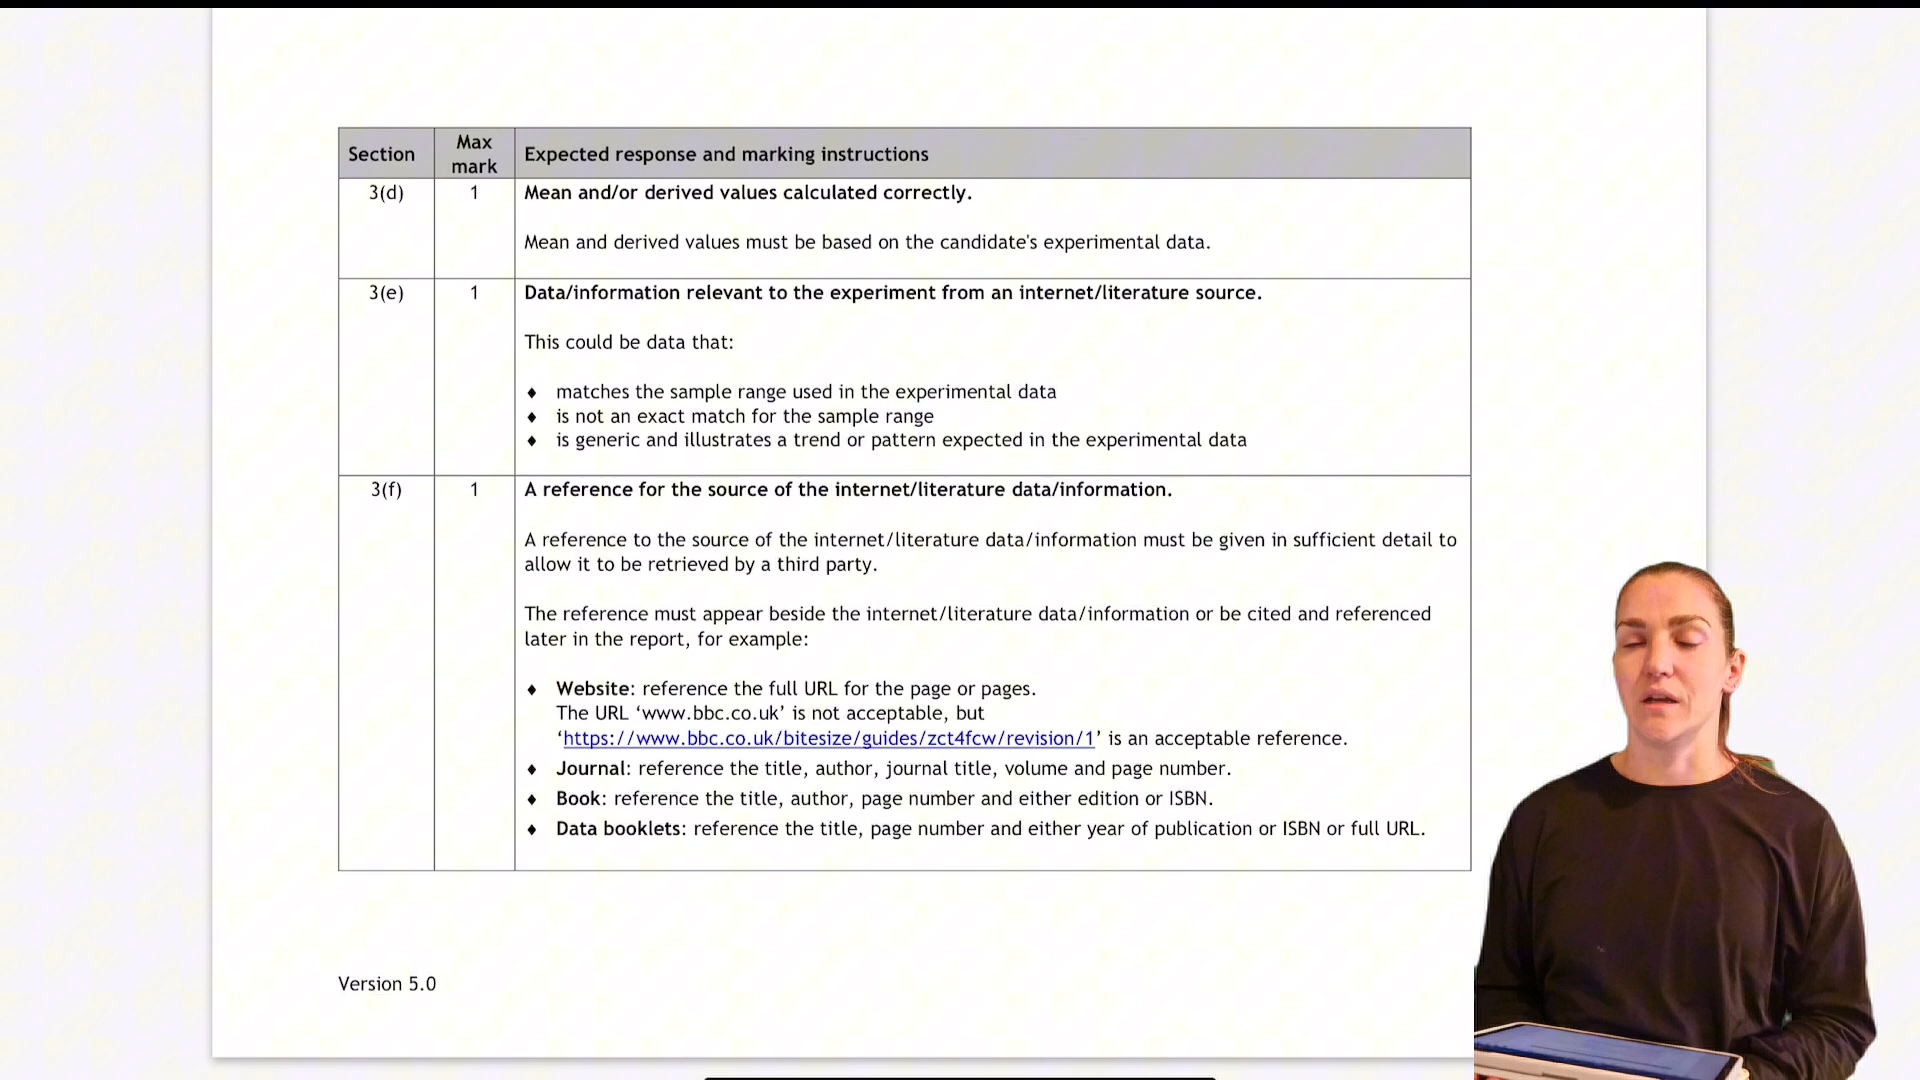 Section
Max
mark
Expected response and marking instructions
3(d)
1
Mean and/or derived values calculated correctly.
Mean and derived values must be based on the candidate's experimental data.
3(e)
1
Data/information relevant to the experiment from an internet/literature source.
This could be data that:
♦ matches the sample range used in the experimental data
♦ is not an exact match for the sample range
♦ is generic and illustrates a trend or pattern expected in the experimental data
3(f)
1
A reference for the source of the internet/literature data/information.
A reference to the source of the internet/literature data/information must be given in sufficient detail to
allow it to be retrieved by a third party.
The reference must appear beside the internet/literature data/information or be cited and referenced
later in the report, for example:
♦ Website: reference the full URL for the page or pages.
The URL ‘www.bbc.co.uk’ is not acceptable, but
‘https://www.bbc.co.uk/bitesize/guides/zct4fcw/revision/1’ is an acceptable reference.
♦ Journal: reference the title, author, journal title, volume and page number.
♦ Book: reference the title, author, page number and either edition or ISBN.
♦ Data booklets: reference the title, page number and either year of publication or ISBN or full URL.
Version 5.0